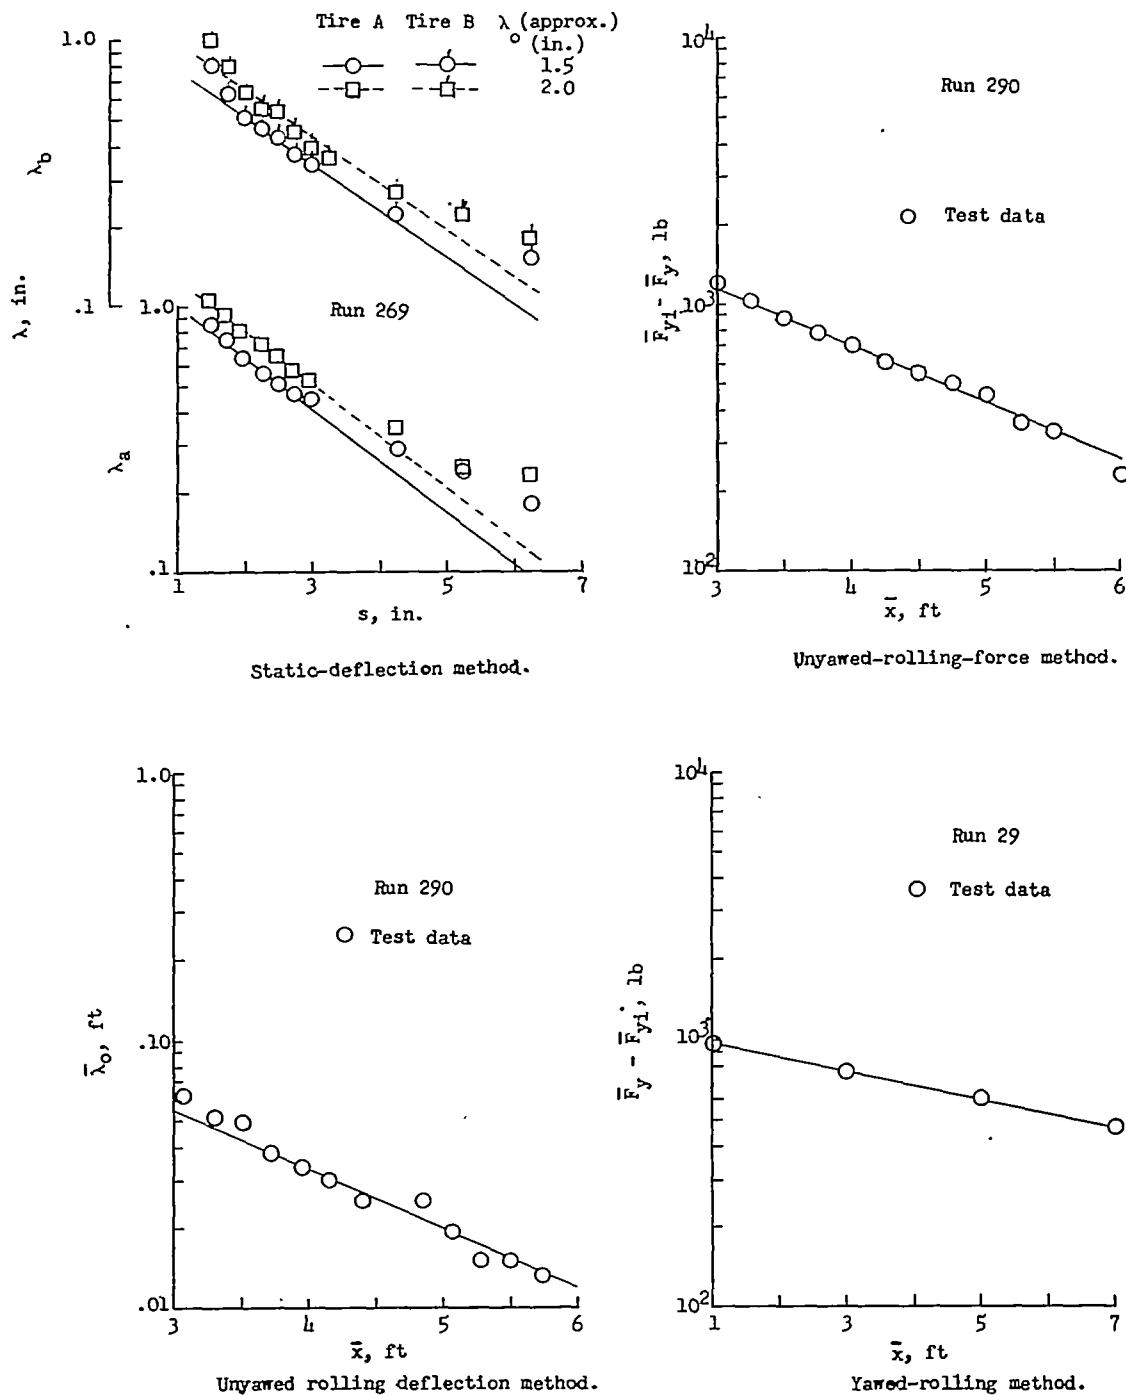 Tire A Tire B λ (approx.)
o (in.)
1.5
2.0
1.0
λb
.1
λ, in.
Run 269
1.0
λa
.1
1 3 5 7
s, in.
Static-deflection method.
10⁴
Run 290
Test data
F̅yi - F̅y, lb
10³
10²
3 4 5 6
x̅, ft
Unyawed-rolling-force method.
1.0
Run 290
Test data
λ̅o, ft
.10
.01
3 4 5 6
x̅, ft
Unyawed rolling deflection method.
10⁴
Run 29
Test data
F̅y - F̅yi, lb
10³
10²
1 3 5 7
x̅, ft
Yawed-rolling method.